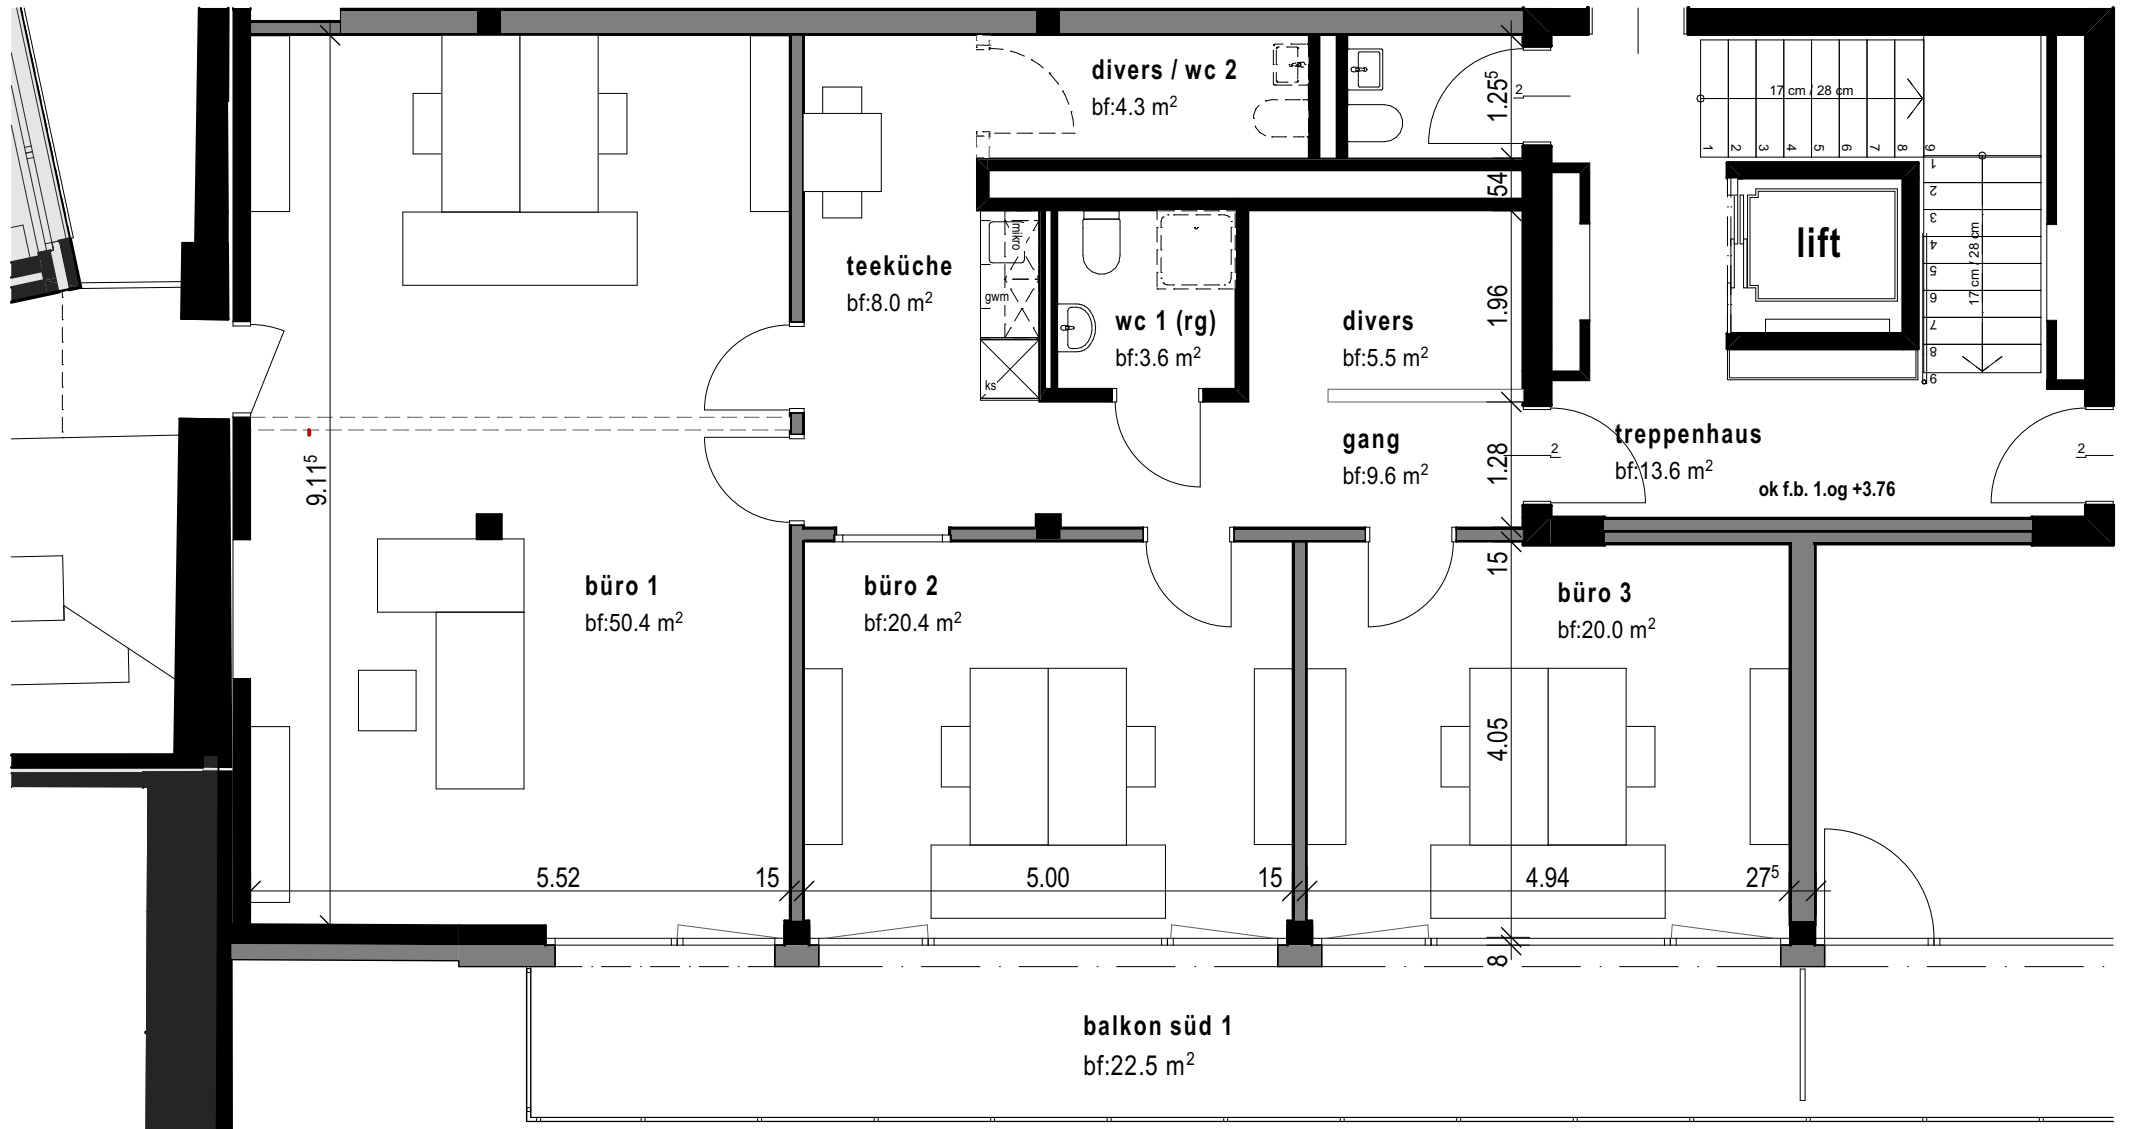 divers / wc 2
bf:4.3 m²
1.25⁵
2
17 cm / 28 cm
1 2 3 4 5 6 7 8 9
1
2
3
4
5
6
7
8
9
17 cm / 28 cm
54
lift
mikro
teeküche
bf:8.0 m²
gwm
ks
wc 1 (rg)
bf:3.6 m²
divers
bf:5.5 m²
1.96
gang
bf:9.6 m²
1.28
2
treppenhaus
bf:13.6 m²
2
ok f.b. 1.og +3.76
9.11⁵
15
büro 1
bf:50.4 m²
büro 2
bf:20.4 m²
büro 3
bf:20.0 m²
4.05
5.52
15
5.00
15
4.94
27⁵
8
balkon süd 1
bf:22.5 m²